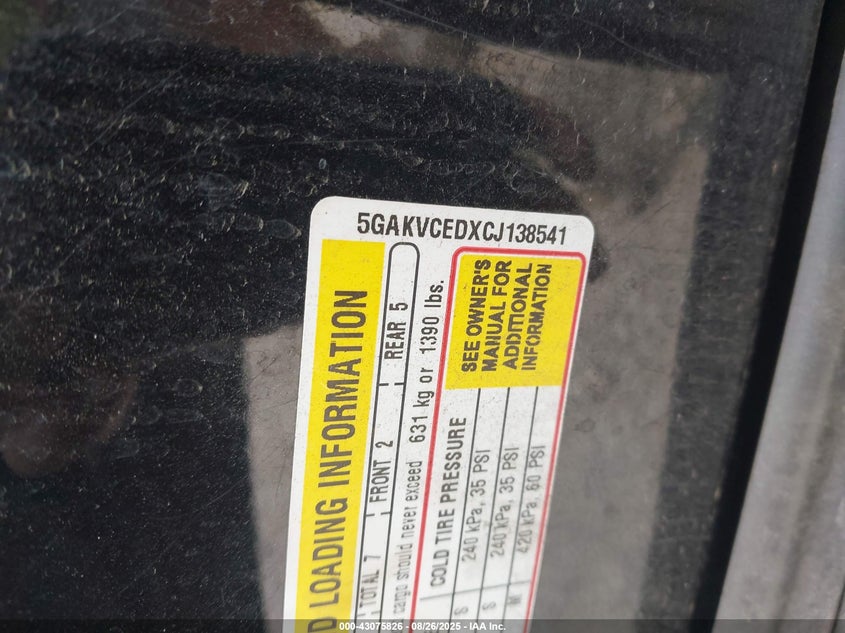 5GAKVCEDXCJ138541
D LOADING INFORMATION
TOTAL 7 FRONT 2 REAR 5
cargo should never exceed 631 kg or 1390 lbs.
COLD TIRE PRESSURE
S 240 kPa, 35 PSI
S 240 kPa, 35 PSI
M 420 kPa, 60 PSI
SEE OWNER'S
MANUAL FOR
ADDITIONAL
INFORMATION
000-43075826 - 08/26/2025 - IAA Inc.